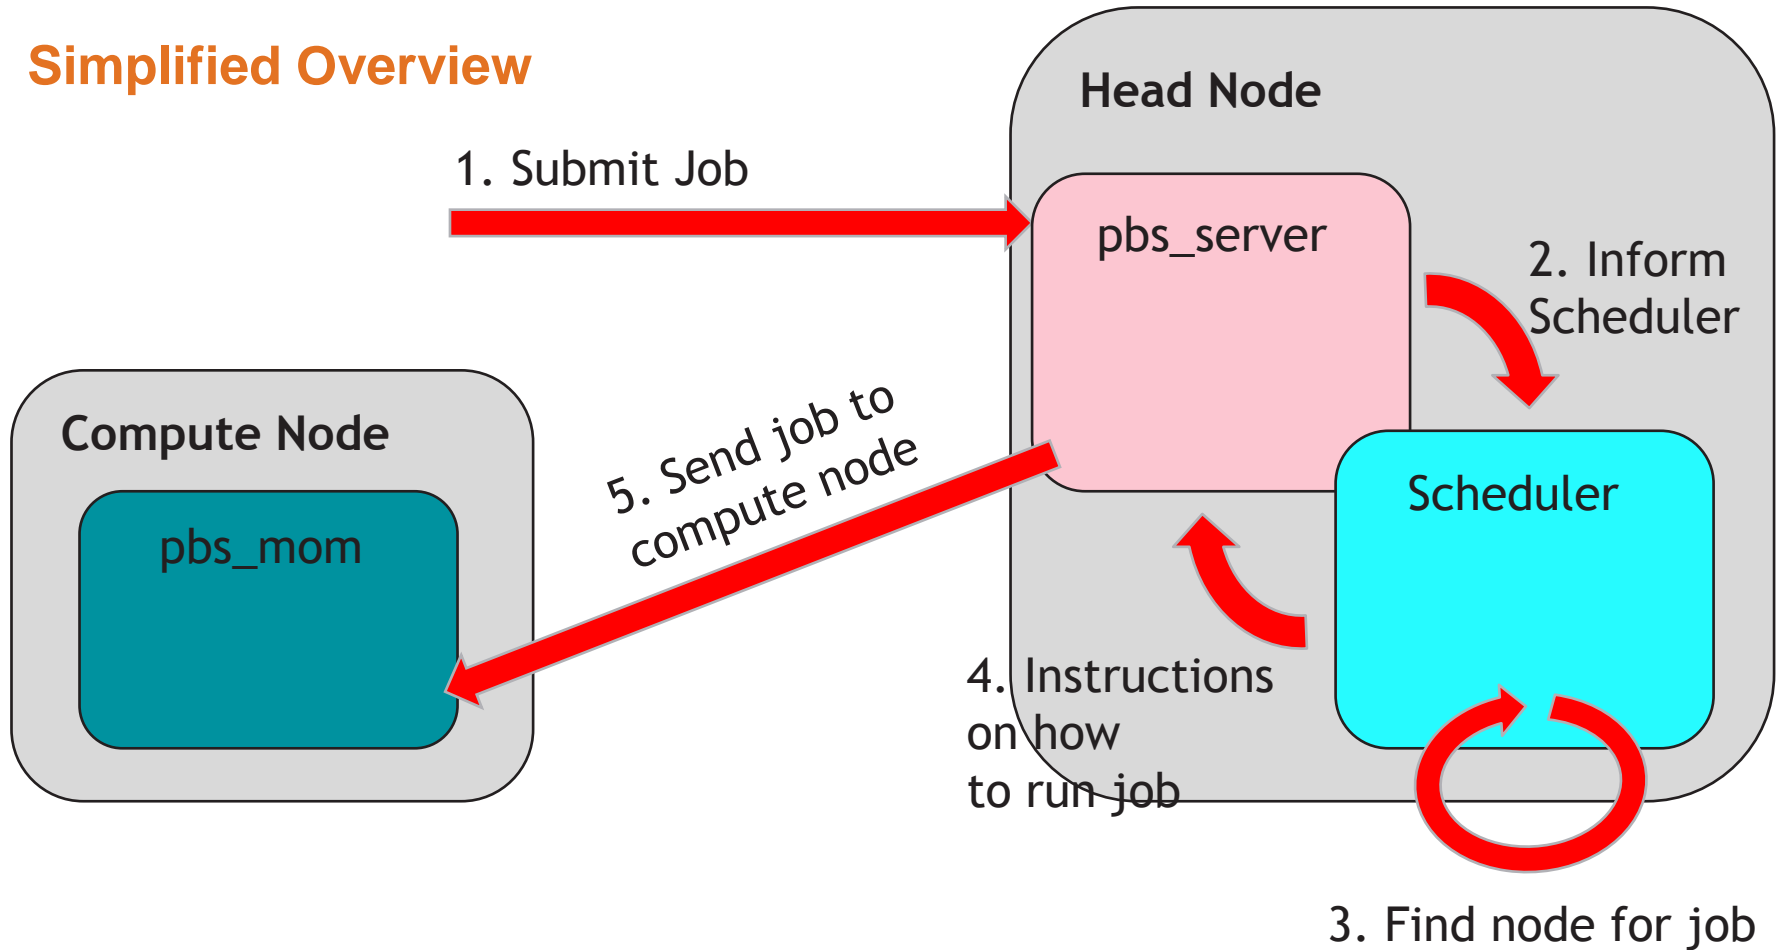 Simplified Overview
Head Node
1. Submit Job
pbs_server
2. Inform
Scheduler
Compute Node
pbs_mom
5. Send job to
compute node
Scheduler
4. Instructions
on how
to run job
3. Find node for job